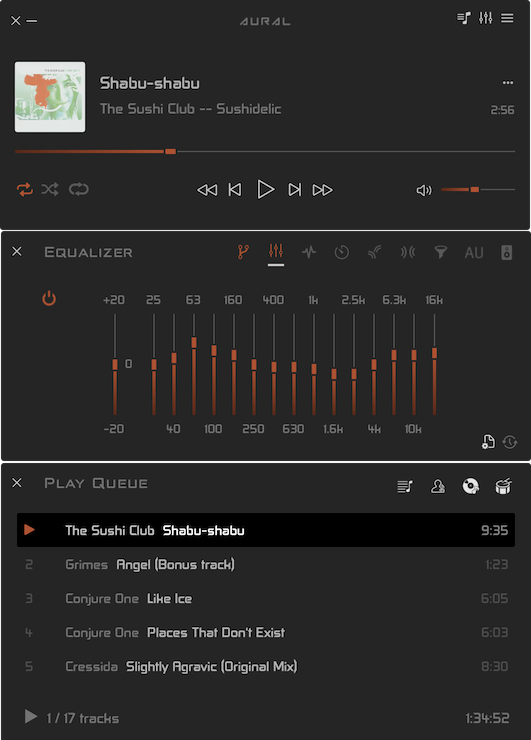 AURAL
Shabu-shabu
The Sushi Club -- Sushidelic
2:56
Equalizer
AU
+20 25 63 160 400 1k 2.5k 6.3k 16k
0
-20 40 100 250 630 1.6k 4k 10k
Play Queue
The Sushi Club Shabu-shabu 9:35
2 Grimes Angel (Bonus track) 1:23
3 Conjure One Like Ice 6:05
4 Conjure One Places That Don't Exist 6:03
5 Cressida Slightly Agravic (Original Mix) 8:30
1 / 17 tracks 1:34:52